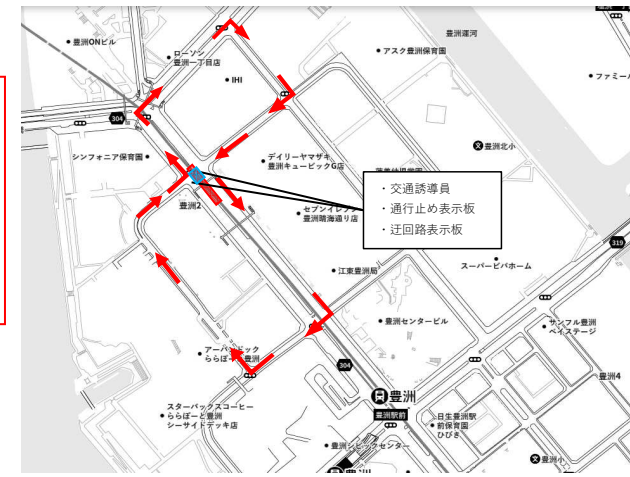 豊洲運河
豊洲ONビル
ローソン
豊洲一丁目店
アスク豊洲保育園
IHI
ファミー
304
シンフォニア保育園
豊洲北小
デイリーヤマザキ
豊洲キュービックG店
・交通誘導員
・通行止め表示板
・迂回路表示板
豊洲2
セブンイレブン
豊洲晴海通り店
319
江東豊洲局
スーパービバホーム
豊洲センタービル
サンフル豊洲
ベイステージ
アーバンドック
ららぽーと豊洲
304
豊洲4
豊洲
豊洲駅前
スターバックスコーヒー
ららぽーと豊洲
シーサイドデッキ店
日生豊洲駅
前保育園
ひびき
豊洲シビックセンター
豊洲小
豊洲